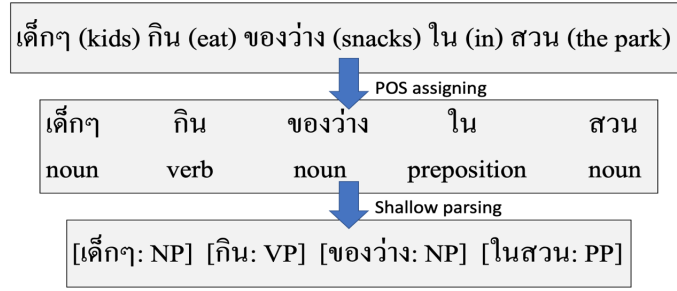 เด็กๆ (kids) กิน (eat) ของว่าง (snacks) ใน (in) สวน (the park)
POS assigning
เด็กๆ กิน ของว่าง ใน สวน
noun verb noun preposition noun
Shallow parsing
[เด็กๆ: NP] [กิน: VP] [ของว่าง: NP] [ในสวน: PP]